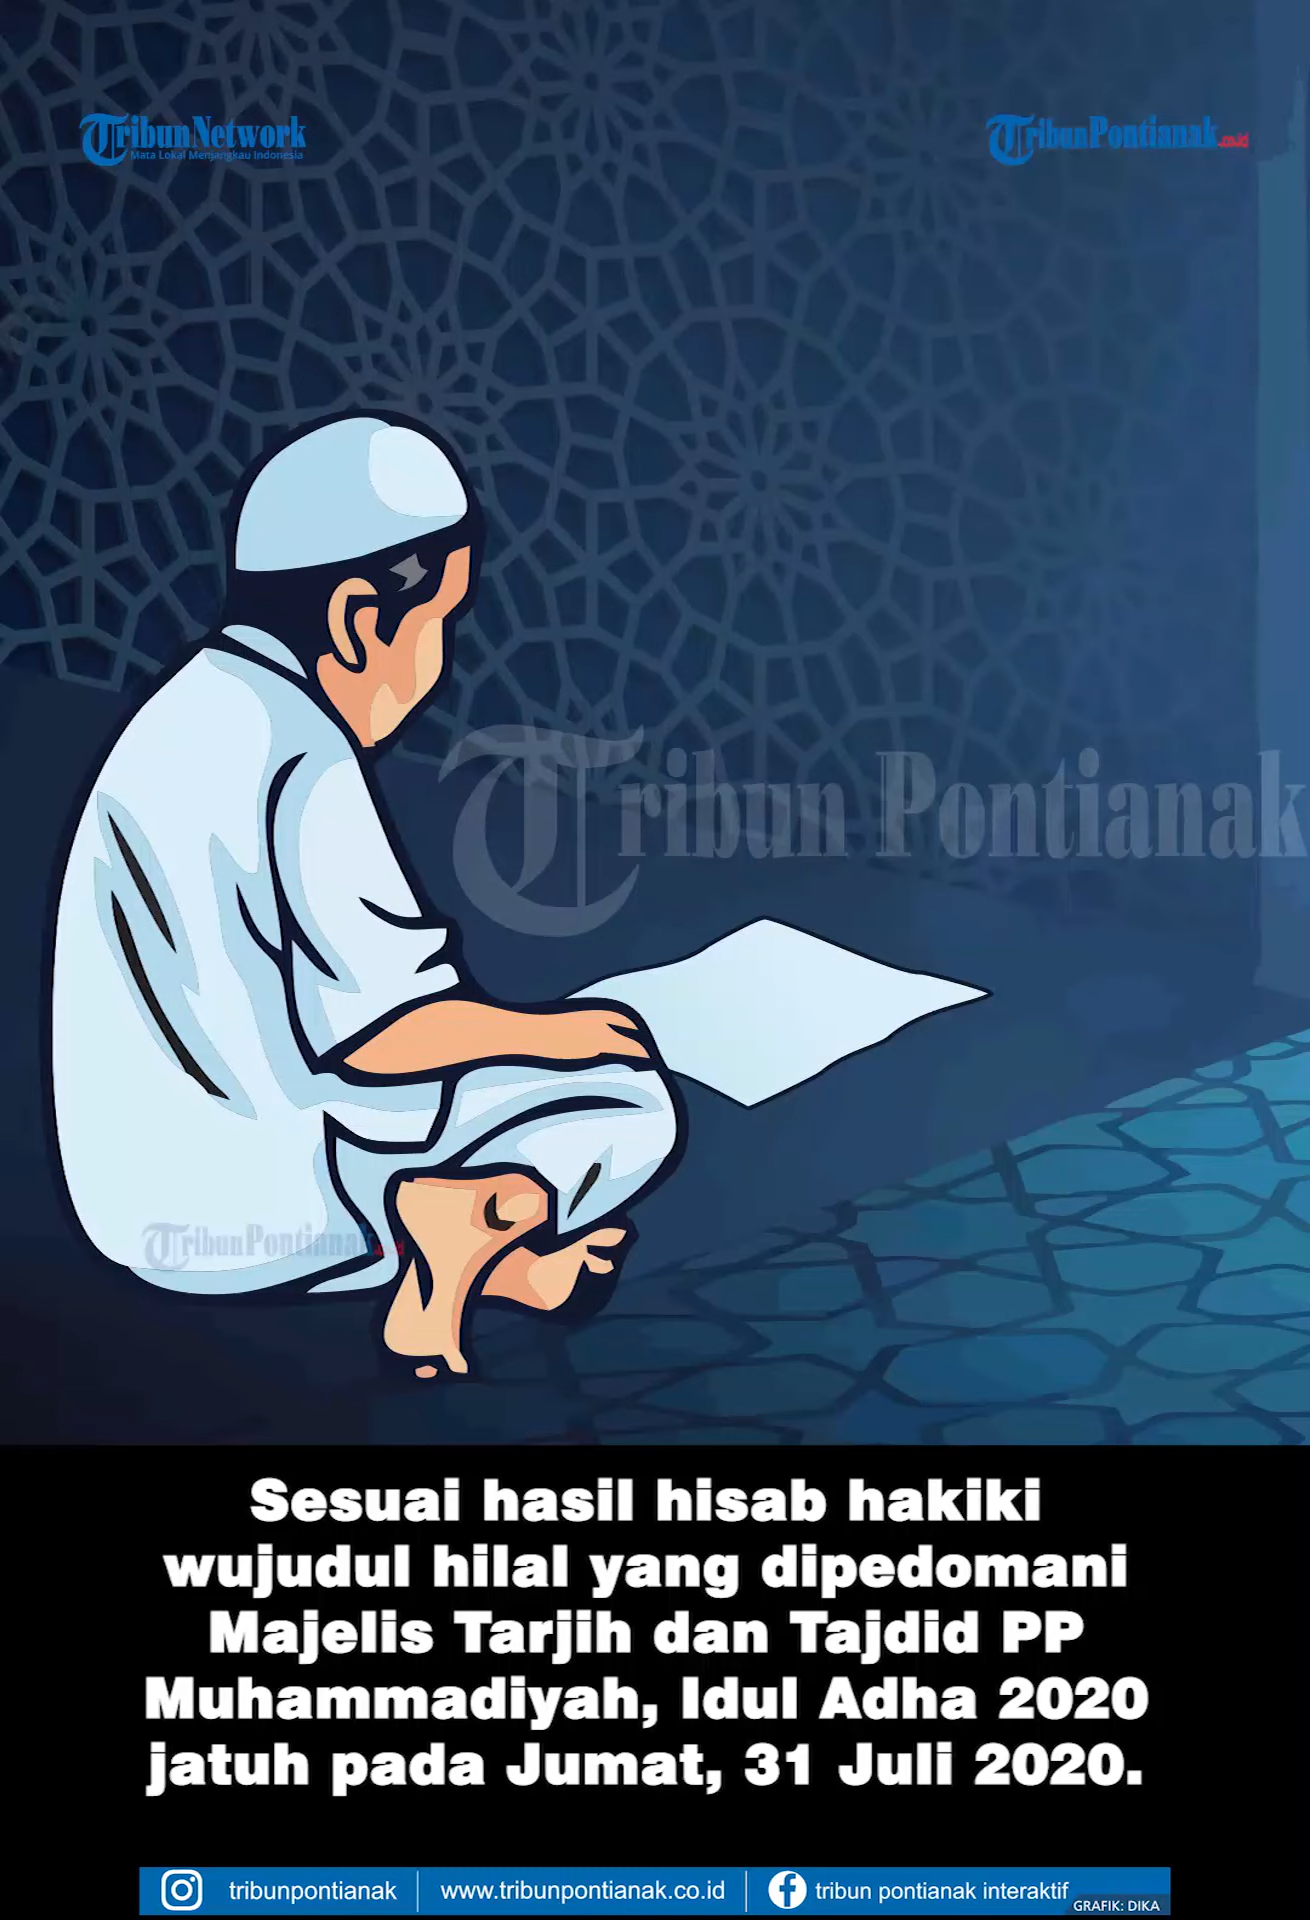 TribunNetwork
Mata Lokal Menjangkau Indonesia
TribunPontianak.co.id
Tribun Pontianak
TribunPontianak.co.id
Sesuai hasil hisab hakiki
wujudul hilal yang dipedomani
Majelis Tarjih dan Tajdid PP
Muhammadiyah, Idul Adha 2020
jatuh pada Jumat, 31 Juli 2020.
tribunpontianak
www.tribunpontianak.co.id
tribun pontianak interaktif
GRAFIK: DIKA